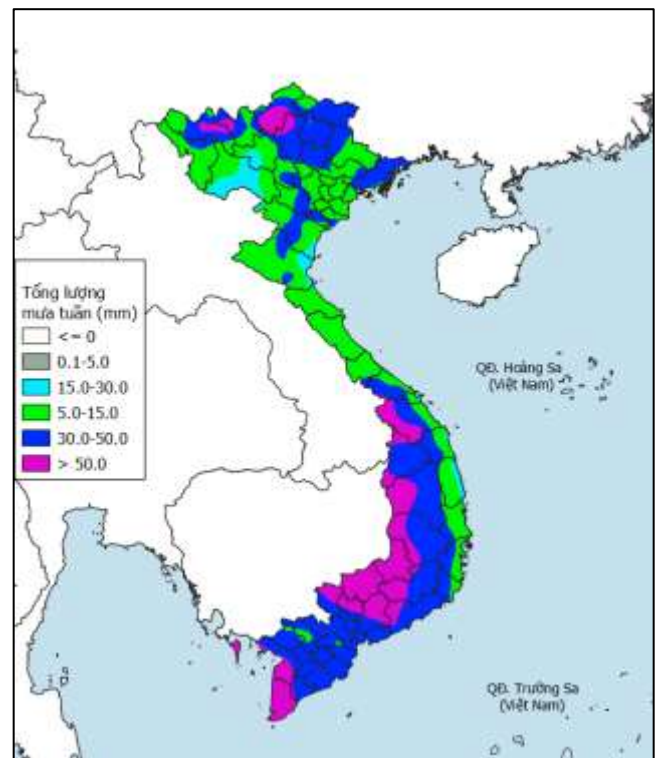 Tổng lượng
mưa tuần (mm)
<= 0
0.1-5.0
15.0-30.0
5.0-15.0
30.0-50.0
> 50.0
QĐ. Hoàng Sa
(Việt Nam)
QĐ. Trường Sa
(Việt Nam)